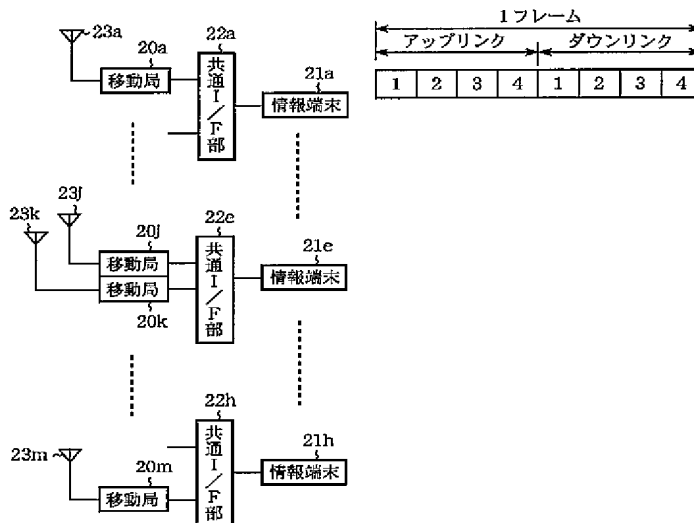 23a
20a
移動局
22a
共通I/F部
21a
情報端末
23j
23k
20j
移動局
移動局
20k
22e
共通I/F部
21e
情報端末
23m
20m
移動局
22h
共通I/F部
21h
情報端末
1フレーム
アップリンク ダウンリンク
1 2 3 4 1 2 3 4